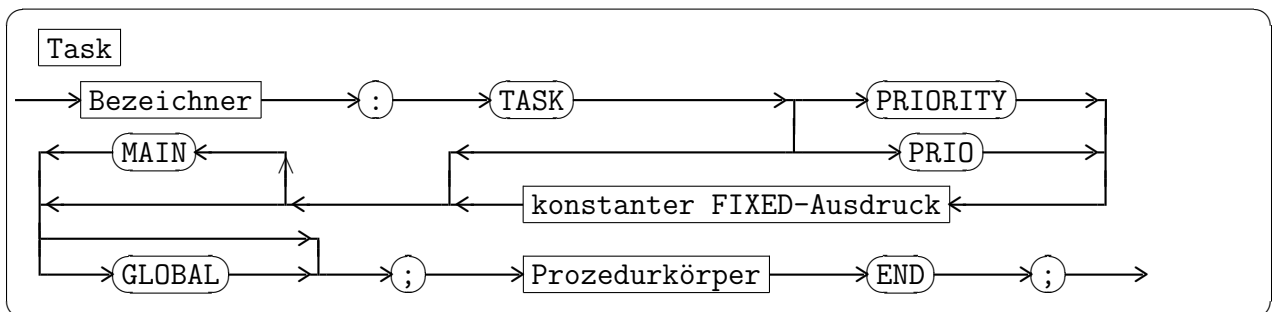 Task
Bezeichner : TASK PRIORITY
MAIN PRIO
konstanter FIXED-Ausdruck
GLOBAL ; Prozedurkörper END ;